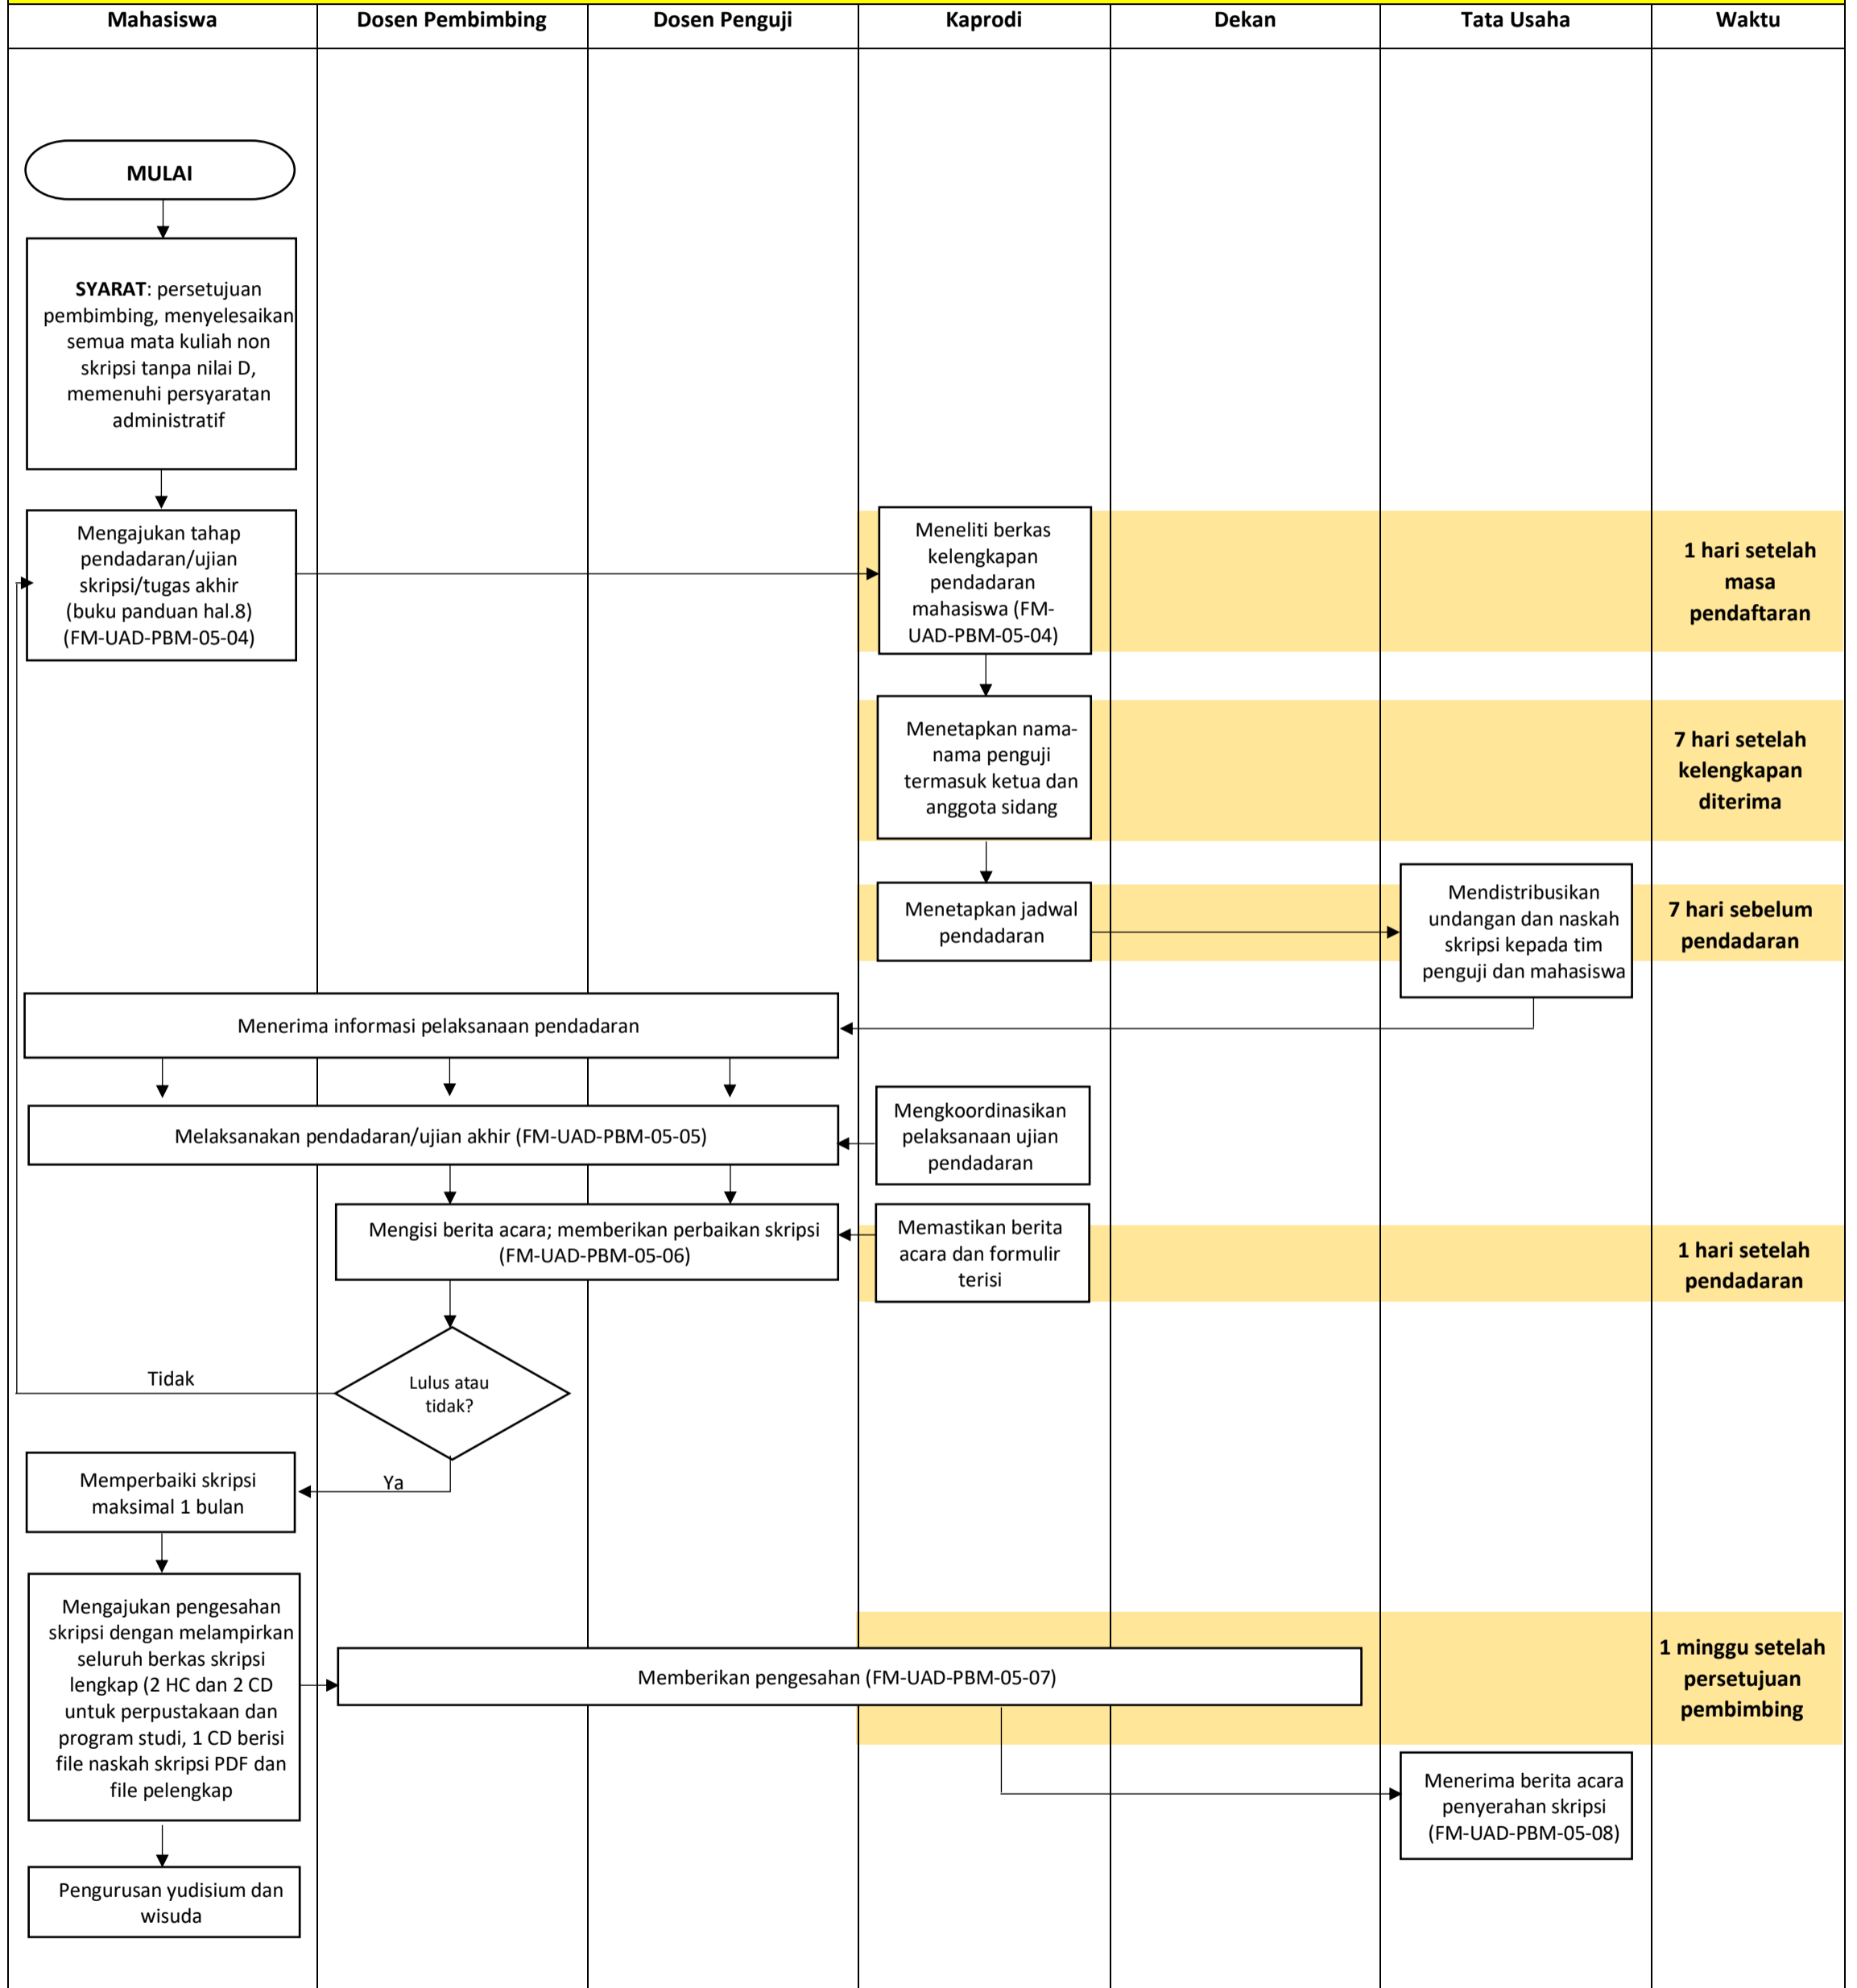 Mahasiswa
Dosen Pembimbing
Dosen Penguji
Kaprodi
Dekan
Tata Usaha
Waktu
MULAI
SYARAT: persetujuan
pembimbing, menyelesaikan
semua mata kuliah non
skripsi tanpa nilai D,
memenuhi persyaratan
administratif
Mengajukan tahap
pendadaran/ujian
skripsi/tugas akhir
(buku panduan hal.8)
(FM-UAD-PBM-05-04)
Meneliti berkas
kelengkapan
pendadaran
mahasiswa (FM-
UAD-PBM-05-04)
1 hari setelah
masa
pendaftaran
Menetapkan nama-
nama penguji
termasuk ketua dan
anggota sidang
7 hari setelah
kelengkapan
diterima
Menetapkan jadwal
pendadaran
Mendistribusikan
undangan dan naskah
skripsi kepada tim
penguji dan mahasiswa
7 hari sebelum
pendadaran
Menerima informasi pelaksanaan pendadaran
Melaksanakan pendadaran/ujian akhir (FM-UAD-PBM-05-05)
Mengkoordinasikan
pelaksanaan ujian
pendadaran
Mengisi berita acara; memberikan perbaikan skripsi
(FM-UAD-PBM-05-06)
Memastikan berita
acara dan formulir
terisi
1 hari setelah
pendadaran
Lulus atau
tidak?
Tidak
Ya
Memperbaiki skripsi
maksimal 1 bulan
Mengajukan pengesahan
skripsi dengan melampirkan
seluruh berkas skripsi
lengkap (2 HC dan 2 CD
untuk perpustakaan dan
program studi, 1 CD berisi
file naskah skripsi PDF dan
file pelengkap
Memberikan pengesahan (FM-UAD-PBM-05-07)
1 minggu setelah
persetujuan
pembimbing
Menerima berita acara
penyerahan skripsi
(FM-UAD-PBM-05-08)
Pengurusan yudisium dan
wisuda